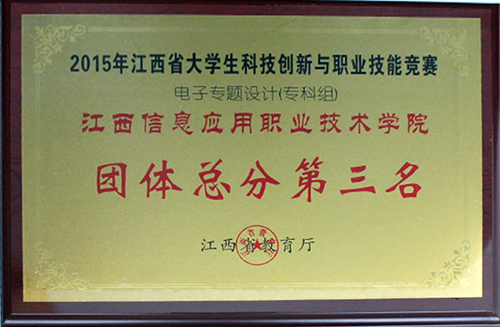 2015年江西省大学生科技创新与职业技能竞赛
电子专题设计(专科组)
江西信息应用职业技术学院
团体总分第三名
江西省教育厅